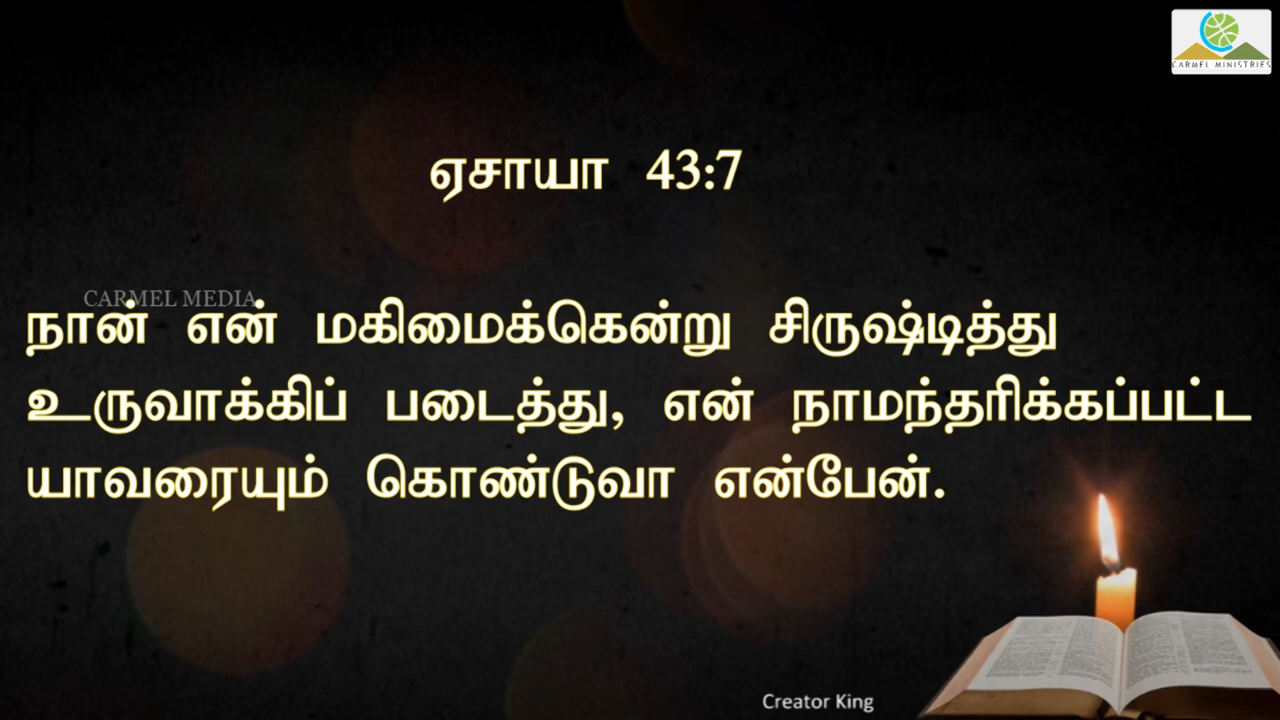 CARMEL MINISTRIES
ஏசாயா 43:7
CARMEL MEDIA
நான் என் மகிமைக்கென்று சிருஷ்டித்து
உருவாக்கிப் படைத்து, என் நாமந்தரிக்கப்பட்ட
யாவரையும் கொண்டுவா என்பேன்.
Creator King